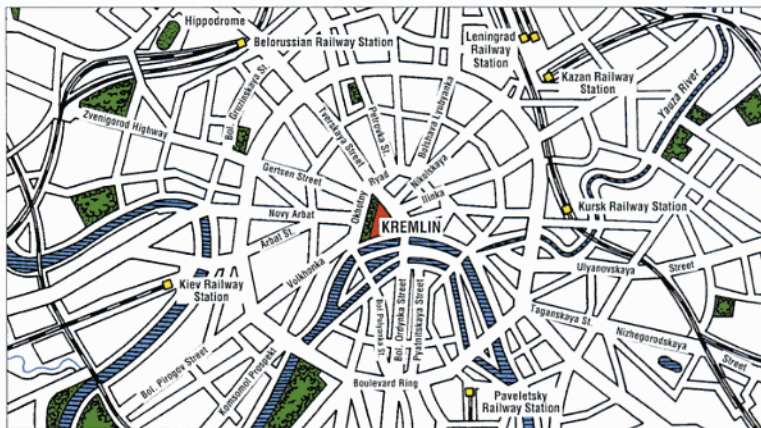 Hippodrome
Belorussian Railway Station
Leningrad
Railway
Station
Kazan Railway
Station
Yauza River
Zvenigorod Highway
Bol. Gruzinskaya St.
Tverskaya Street
Petrovka St.
Bolshaya Lyubyanka
Gertsen Street
Okhotny
Ryad
Nikolskaya
Ilinka
Novy Arbat
Arbat St.
KREMLIN
Kursk Railway Station
Volkhonka
Ulyanovskaya
Street
Kiev Railway
Station
Bol. Polyanka St.
Bol. Ordynka Street
Pyatnitskaya Street
Taganskaya St.
Nizhegorodskaya
Street
Bol. Pirogov Street
Komsomol Prospekt
Boulevard Ring
Paveletsky
Railway Station